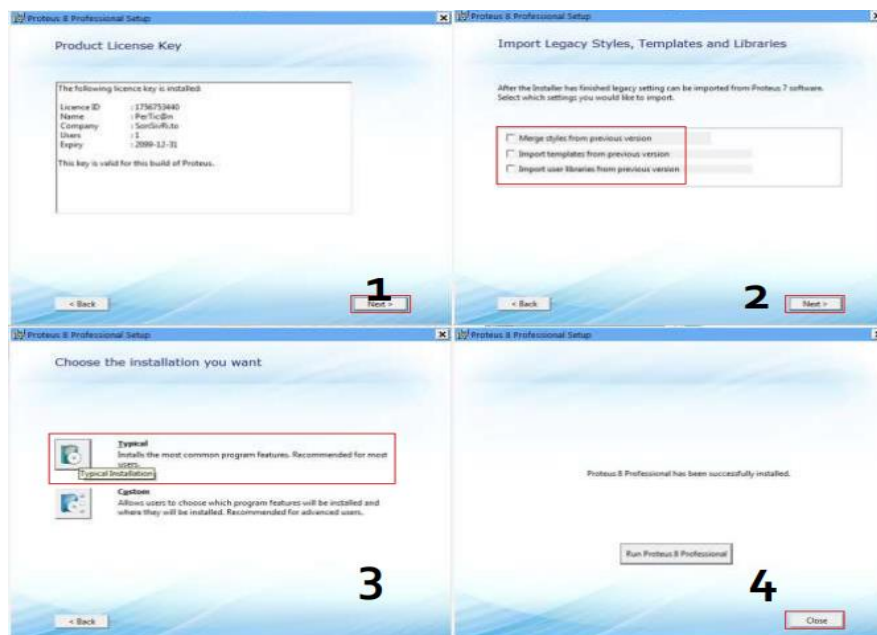 Proteus 8 Professional Setup
Product License Key
The following licence key is installed:
Licence ID : 1756753440
Name : PerTic@m
Company : SonSivRi.to
Users : 1
Expiry : 2099-12-31
This key is valid for this build of Proteus.
< Back
Next >
1
Proteus 8 Professional Setup
Import Legacy Styles, Templates and Libraries
After the Installer has finished legacy setting can be imported from Proteus 7 software.
Select which settings you would like to import.
Merge styles from previous version
Import templates from previous version
Import user libraries from previous version
< Back
2
Next >
Proteus 8 Professional Setup
Choose the installation you want
Typical
Installs the most common program features. Recommended for most
users.
Typical Installation
Custom
Allows users to choose which program features will be installed and
where they will be installed. Recommended for advanced users.
3
< Back
Proteus 8 Professional Setup
Proteus 8 Professional has been successfully installed.
Run Proteus 8 Professional
4
Close